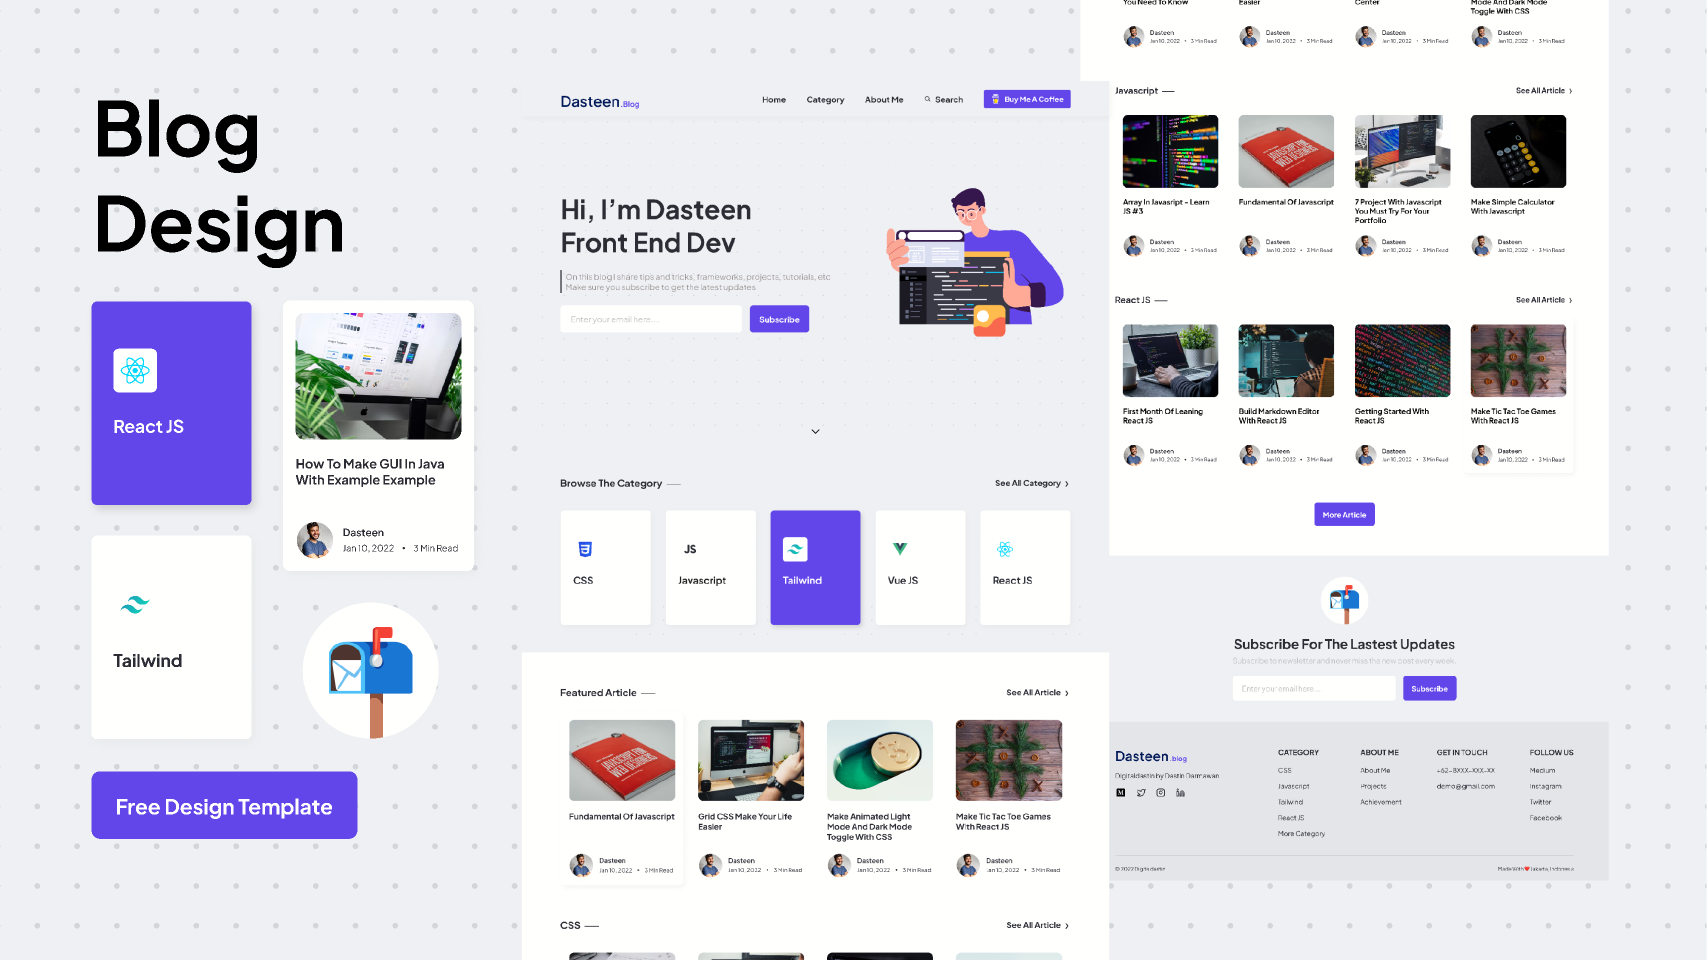 Blog
Design
React JS
How To Make GUI In Java
With Example Example
Dasteen
Jan 10, 2022 • 3 Min Read
Tailwind
Free Design Template
Dasteen.Blog
Home
Category
About Me
Search
Buy Me A Coffee
Hi, I'm Dasteen
Front End Dev
On this blog I share tips and tricks, frameworks, projects, tutorials, etc
Make sure you subscribe to get the latest updates
Enter your email here...
Subscribe
Browse The Category
See All Category
CSS
JS
Javascript
Tailwind
Vue JS
React JS
Featured Article
See All Article
JAVASCRIPT FOR
WEB DESIGNERS
Fundamental Of Javascript
Dasteen
Jan 10, 2022 • 3 Min Read
Grid CSS Make Your Life
Easier
Dasteen
Jan 10, 2022 • 3 Min Read
Make Animated Light
Mode And Dark Mode
Toggle With CSS
Dasteen
Jan 10, 2022 • 3 Min Read
Make Tic Tac Toe Games
With React JS
Dasteen
Jan 10, 2022 • 3 Min Read
CSS
See All Article
You Need To Know
Dasteen
Jan 10, 2022 • 3 Min Read
Easier
Dasteen
Jan 10, 2022 • 3 Min Read
Center
Dasteen
Jan 10, 2022 • 3 Min Read
Mode And Dark Mode
Toggle With CSS
Dasteen
Jan 10, 2022 • 3 Min Read
Javascript
See All Article
Array In Javasript - Learn
JS #3
Dasteen
Jan 10, 2022 • 3 Min Read
JAVASCRIPT FOR
WEB DESIGNERS
Fundamental Of Javascript
Dasteen
Jan 10, 2022 • 3 Min Read
7 Project With Javascript
You Must Try For Your
Portfolio
Dasteen
Jan 10, 2022 • 3 Min Read
Make Simple Calculator
With Javascript
Dasteen
Jan 10, 2022 • 3 Min Read
React JS
See All Article
First Month Of Leaning
React JS
Dasteen
Jan 10, 2022 • 3 Min Read
Build Markdown Editor
With React JS
Dasteen
Jan 10, 2022 • 3 Min Read
Getting Started With
React JS
Dasteen
Jan 10, 2022 • 3 Min Read
Make Tic Tac Toe Games
With React JS
Dasteen
Jan 10, 2022 • 3 Min Read
More Article
Subscribe For The Lastest Updates
Subscribe to newsletter and never miss the new post every week.
Enter your email here...
Subscribe
Dasteen.blog
Digitaldastin by Dastin Darmawan
CATEGORY
CSS
Javascript
Tailwind
React JS
More Category
ABOUT ME
About Me
Projects
Achievement
GET IN TOUCH
+62-8XXX-XXX-XX
demo@gmail.com
FOLLOW US
Medium
Instagram
Twitter
Facebook
© 2022 Digitaldastin
Made With ❤ Jakarta, Indonesia